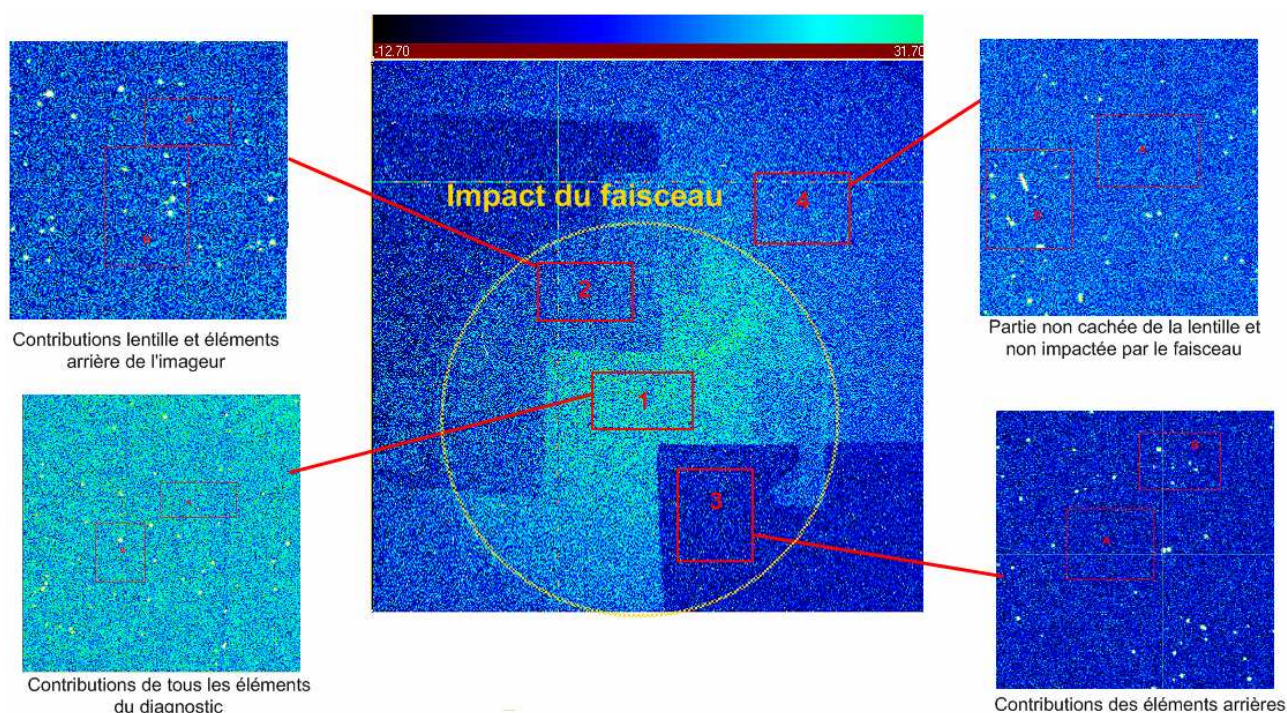 -12.70 31.70
Impact du faisceau
4
2
1
3
Contributions lentille et éléments
arrière de l'imageur
Partie non cachée de la lentille et
non impactée par le faisceau
Contributions de tous les éléments
du diagnostic
Contributions des éléments arrières